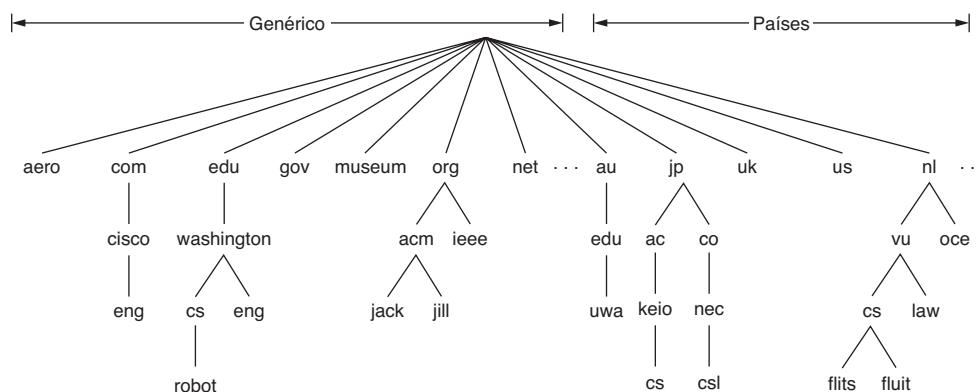 Genérico Países
aero com edu gov museum org net · · · au jp uk us nl · ·
cisco washington acm ieee edu ac co vu oce
eng cs eng jack jill uwa keio nec cs law
robot cs csl flits fluit